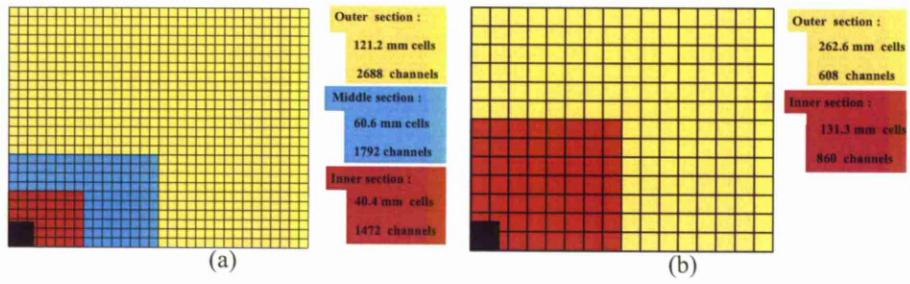 Outer section :
121.2 mm cells
2688 channels
Middle section :
60.6 mm cells
1792 channels
Inner section :
40.4 mm cells
1472 channels
(a)
Outer section :
262.6 mm cells
608 channels
Inner section :
131.3 mm cells
860 channels
(b)